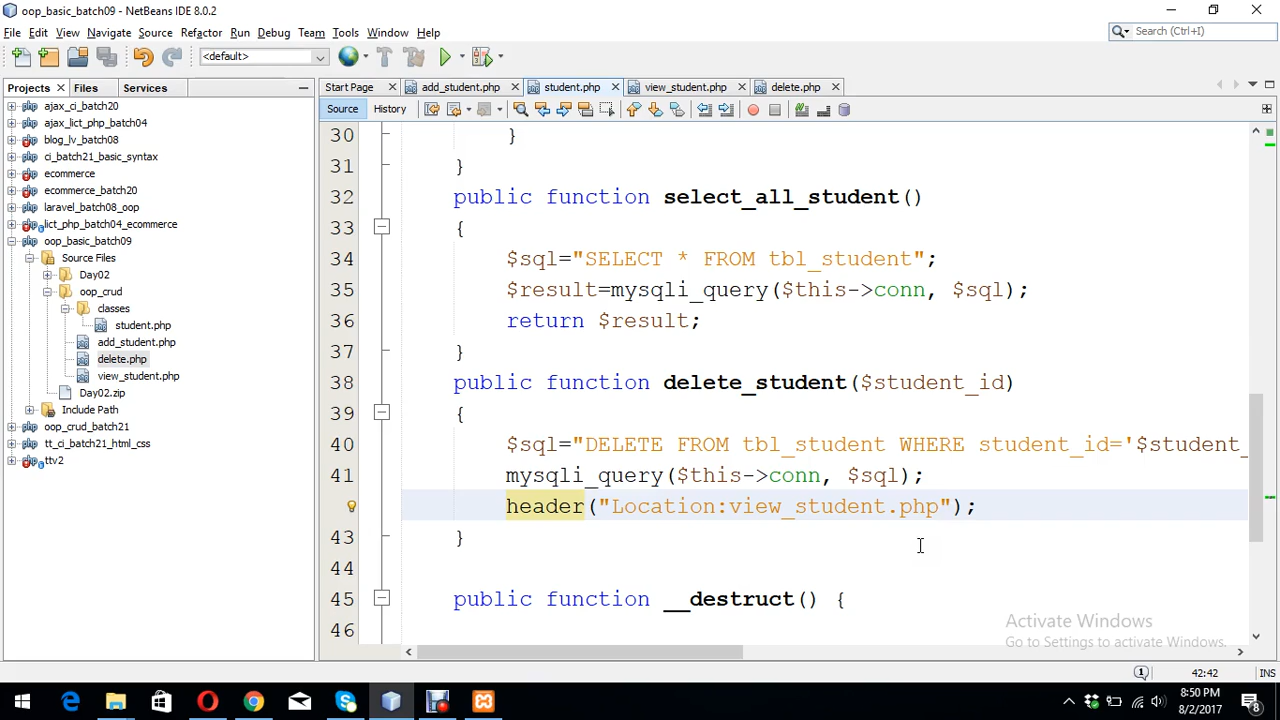 oop_basic_batch09 - NetBeans IDE 8.0.2
File Edit View Navigate Source Refactor Run Debug Team Tools Window Help
Search (Ctrl+I)
<default>
Projects Files Services
Start Page add_student.php student.php view_student.php delete.php
Source History
ajax_ci_batch20
ajax_lict_php_batch04
blog_lv_batch08
ci_batch21_basic_syntax
ecommerce
ecommerce_batch20
laravel_batch08_oop
lict_php_batch04_ecommerce
oop_basic_batch09
Source Files
Day02
oop_crud
classes
student.php
add_student.php
delete.php
view_student.php
Day02.zip
Include Path
oop_crud_batch21
tt_ci_batch21_html_css
ttv2
30 }
31 }
32 public function select_all_student()
33 {
34 $sql="SELECT * FROM tbl_student";
35 $result=mysqli_query($this->conn, $sql);
36 return $result;
37 }
38 public function delete_student($student_id)
39 {
40 $sql="DELETE FROM tbl_student WHERE student_id='$student_
41 mysqli_query($this->conn, $sql);
header("Location:view_student.php");
43 }
44
45 public function __destruct() {
46
Activate Windows
Go to Settings to activate Windows.
1 42:42 INS
8:50 PM
8/2/2017
8